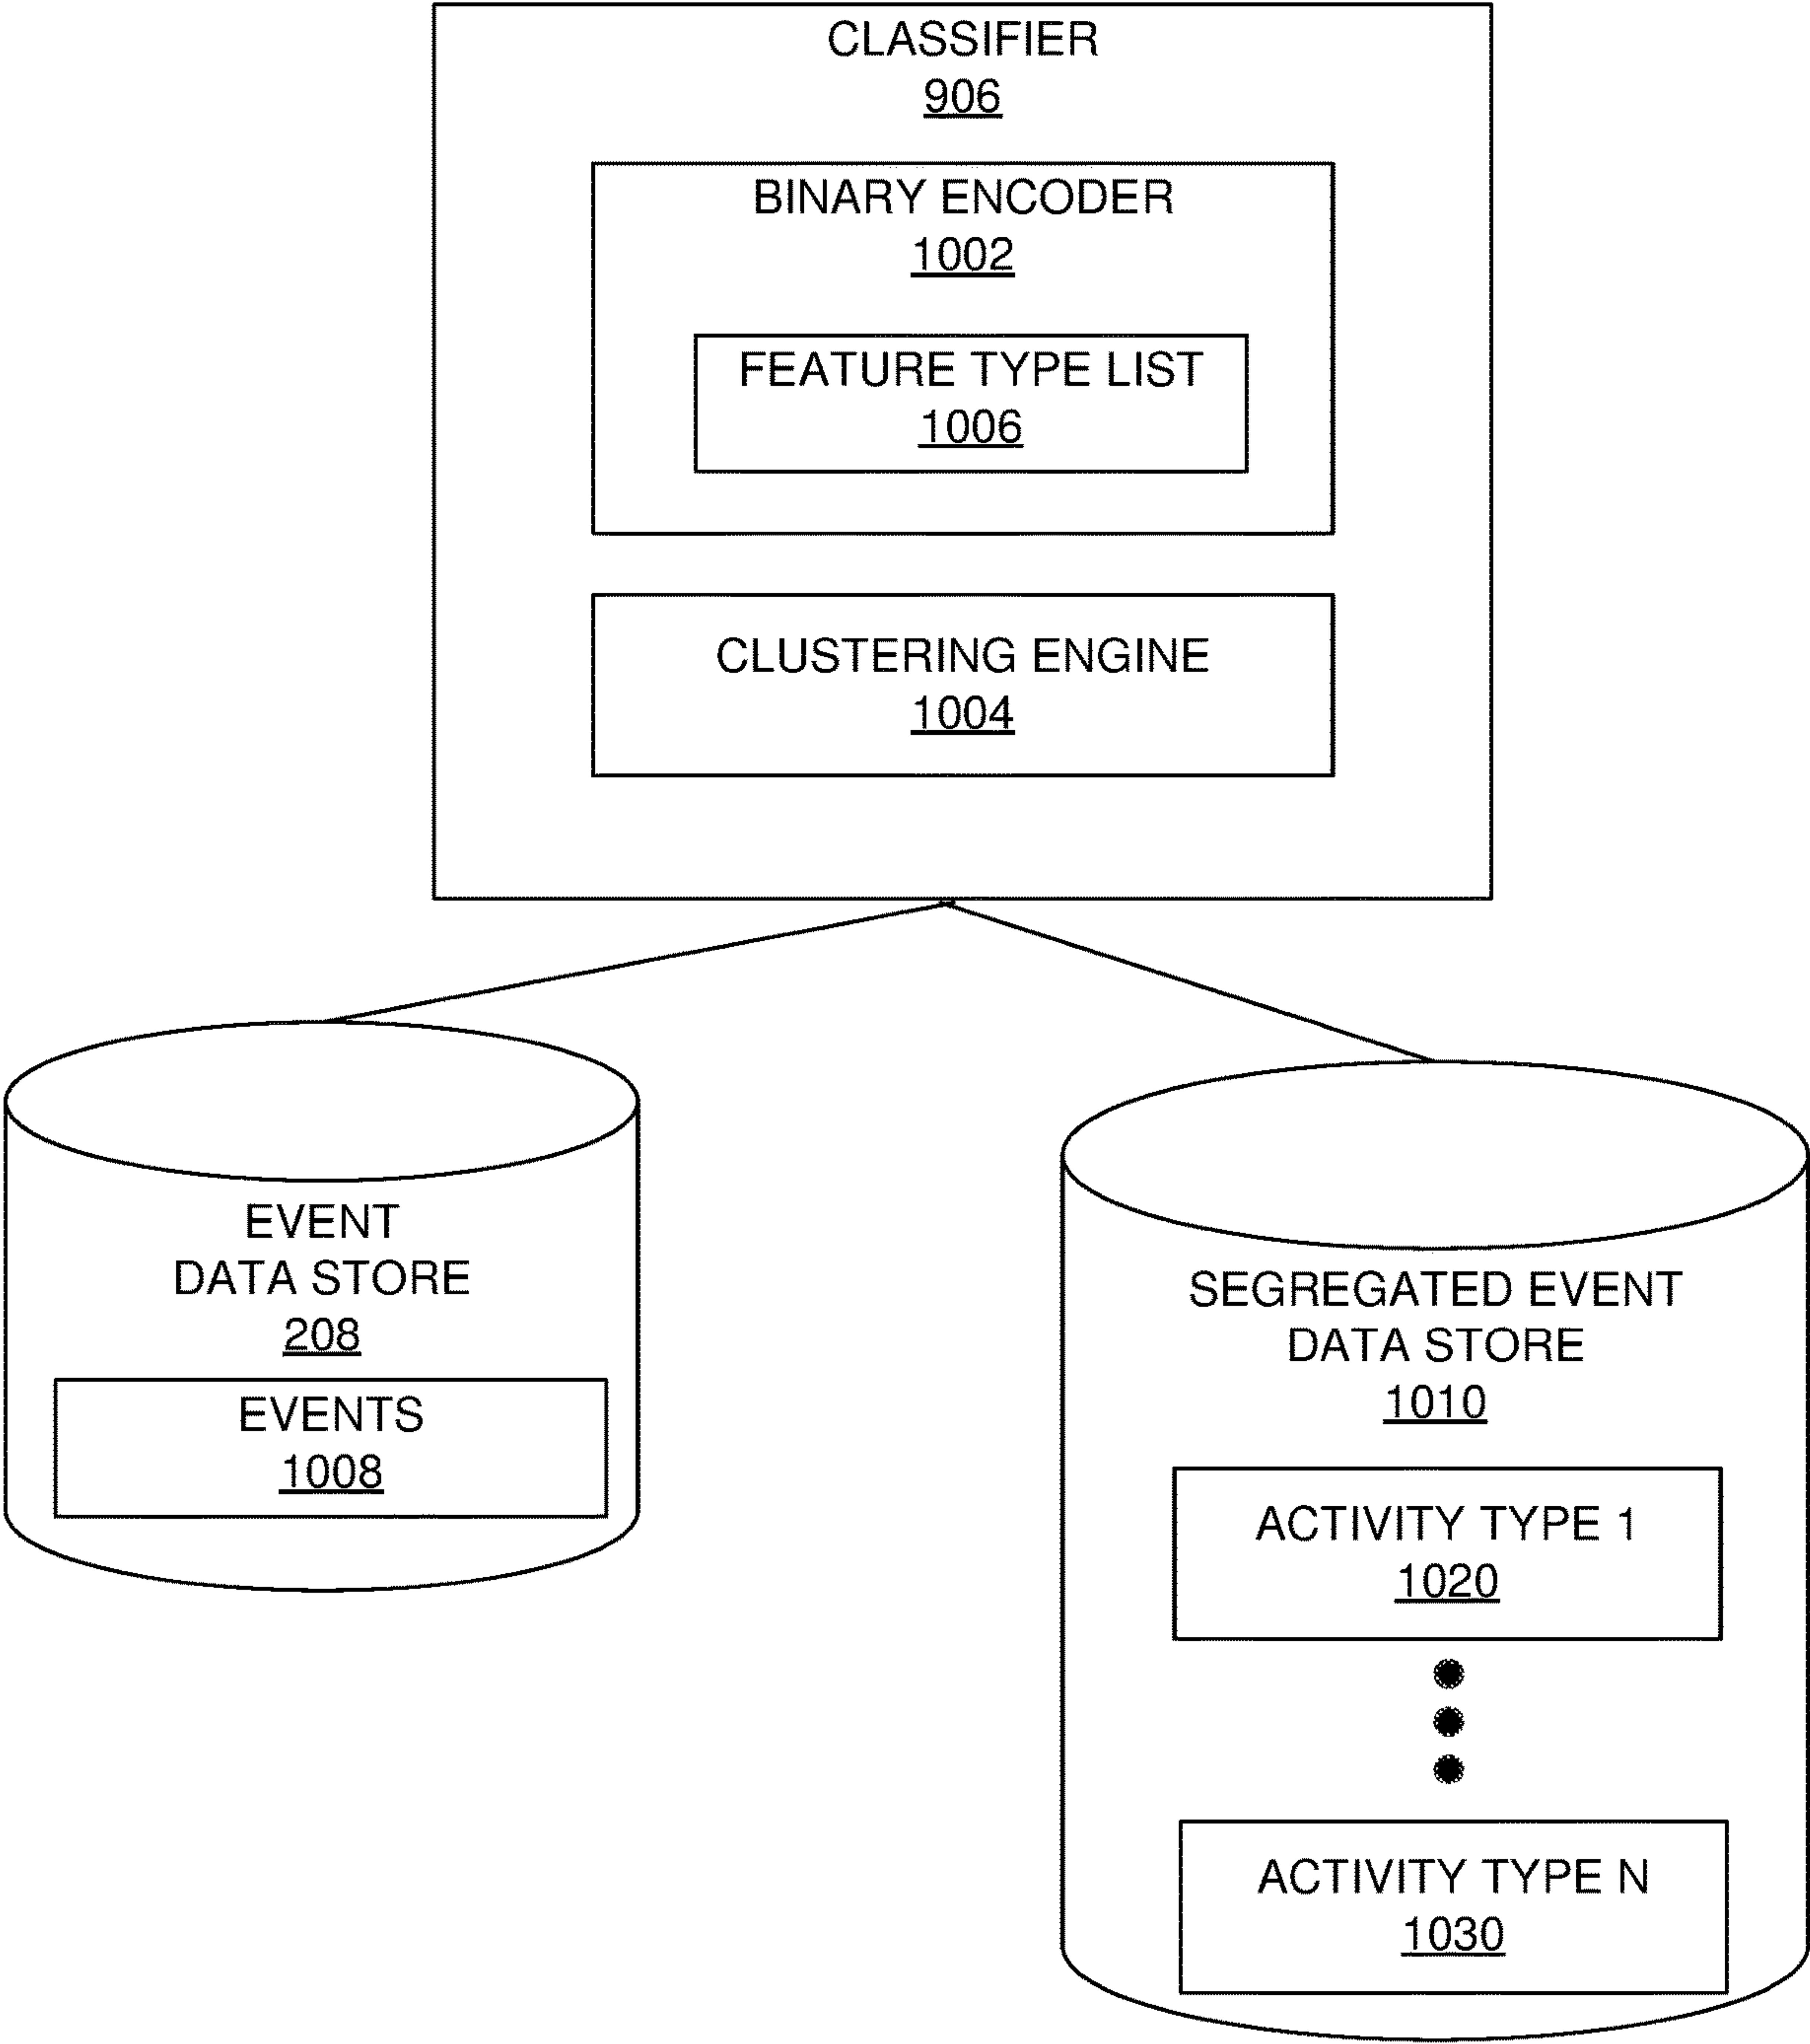 CLASSIFIER
906
BINARY ENCODER
1002
FEATURE TYPE LIST
1006
CLUSTERING ENGINE
1004
EVENT
DATA STORE
208
EVENTS
1008
SEGREGATED EVENT
DATA STORE
1010
ACTIVITY TYPE 1
1020
ACTIVITY TYPE N
1030